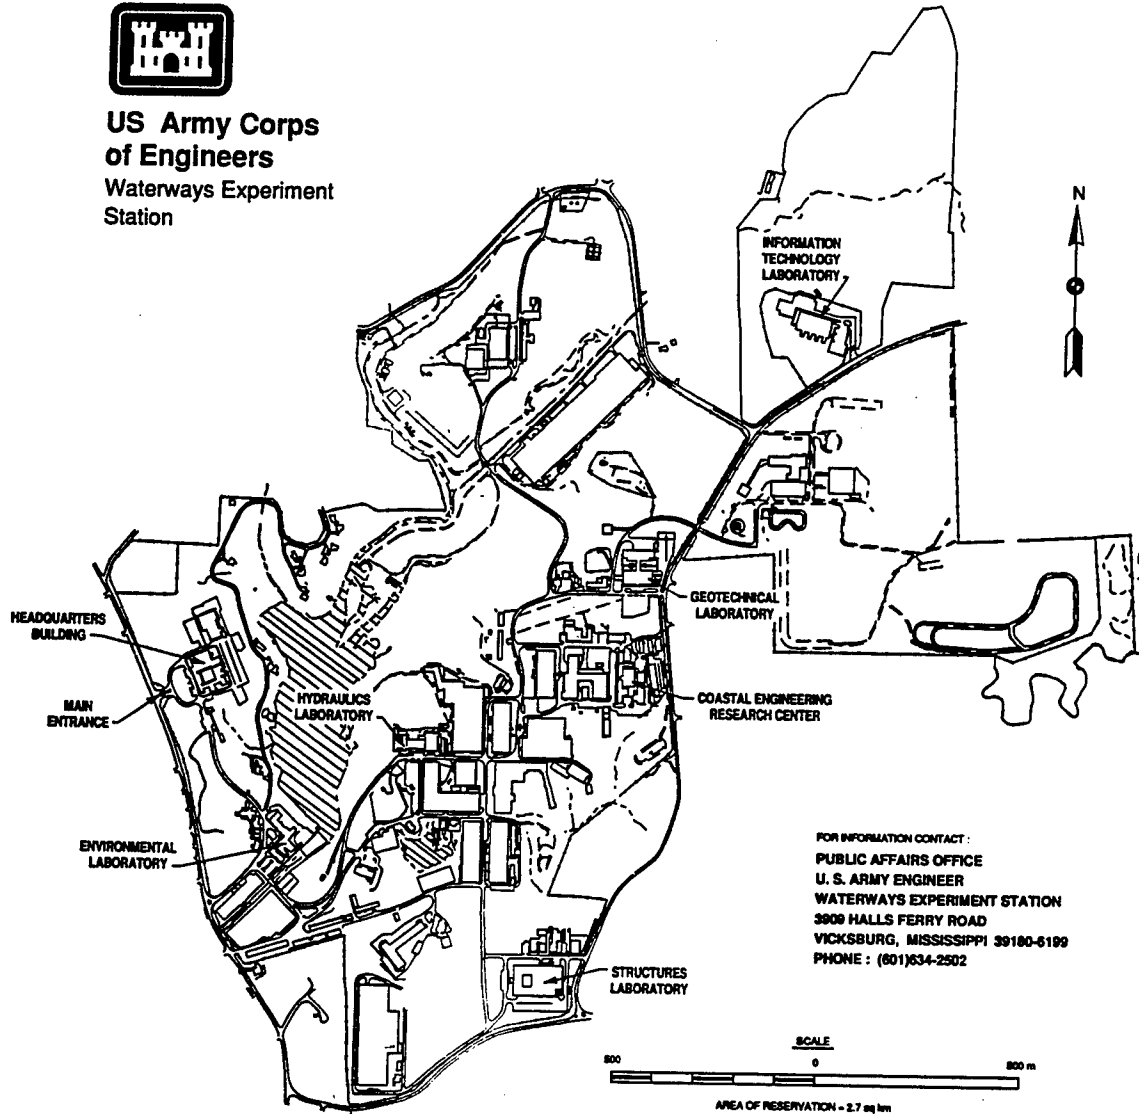 US Army Corps
of Engineers
Waterways Experiment
Station
N
INFORMATION
TECHNOLOGY
LABORATORY
HEADQUARTERS
BUILDING
MAIN
ENTRANCE
HYDRAULICS
LABORATORY
GEOTECHNICAL
LABORATORY
COASTAL ENGINEERING
RESEARCH CENTER
ENVIRONMENTAL
LABORATORY
STRUCTURES
LABORATORY
FOR INFORMATION CONTACT :
PUBLIC AFFAIRS OFFICE
U. S. ARMY ENGINEER
WATERWAYS EXPERIMENT STATION
3909 HALLS FERRY ROAD
VICKSBURG, MISSISSIPPI 39180-6199
PHONE : (601)634-2502
SCALE
500 0 500 m
AREA OF RESERVATION = 2.7 sq km